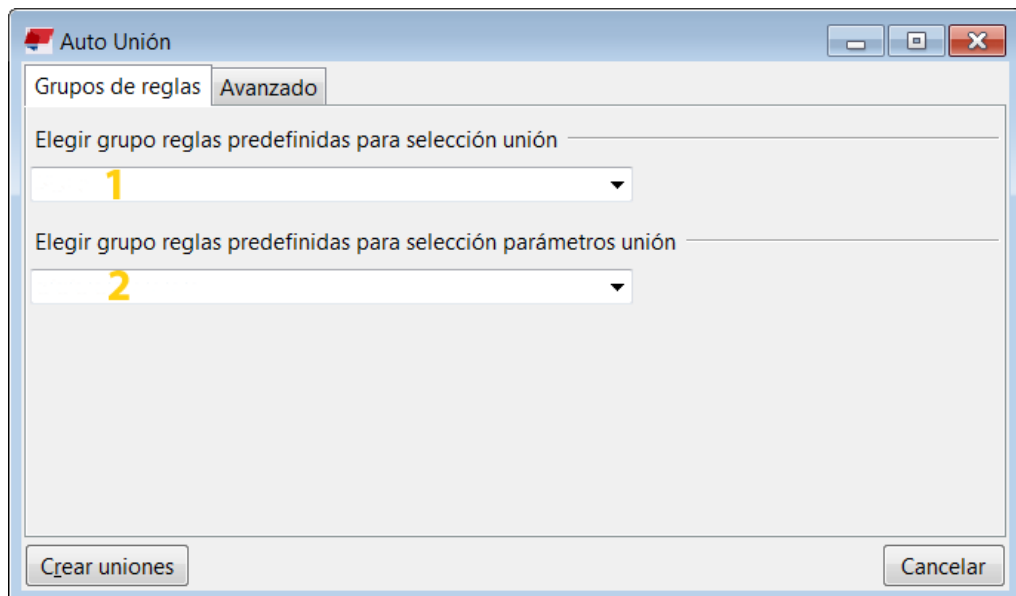 Auto Unión
Grupos de reglas
Avanzado
Elegir grupo reglas predefinidas para selección unión
1
Elegir grupo reglas predefinidas para selección parámetros unión
2
Crear uniones
Cancelar